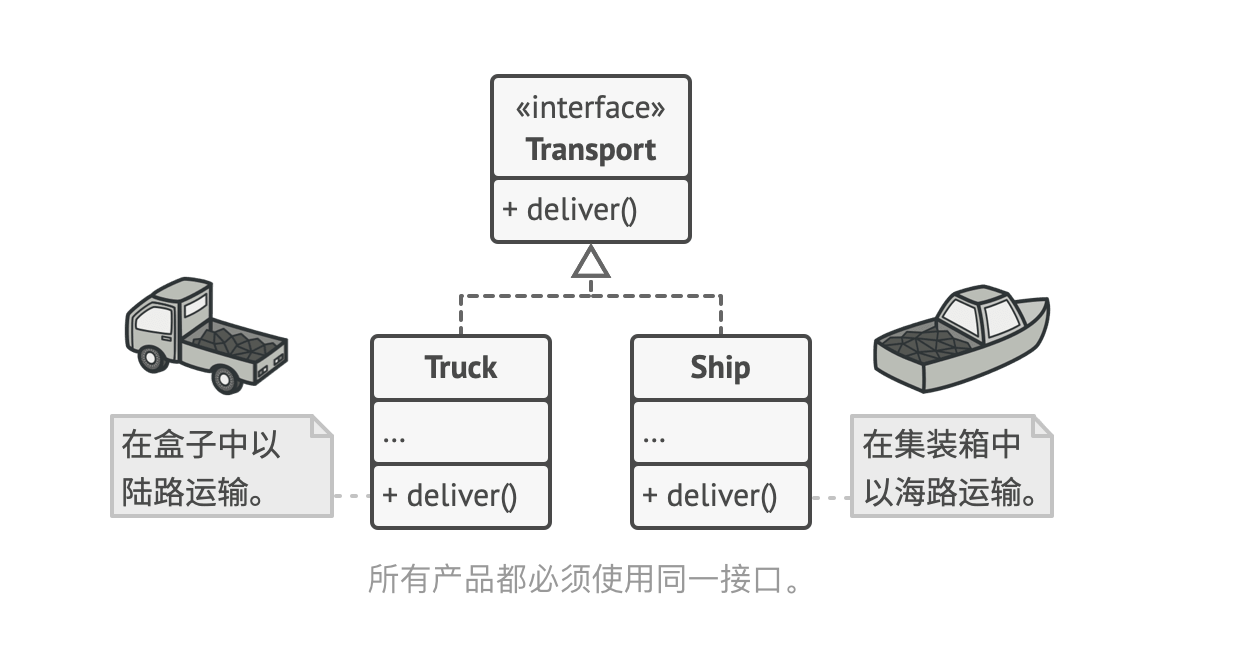 «interface»
Transport
+ deliver()
Truck
...
+ deliver()
Ship
...
+ deliver()
在盒子中以
陆路运输。
在集装箱中
以海路运输。
所有产品都必须使用同一接口。